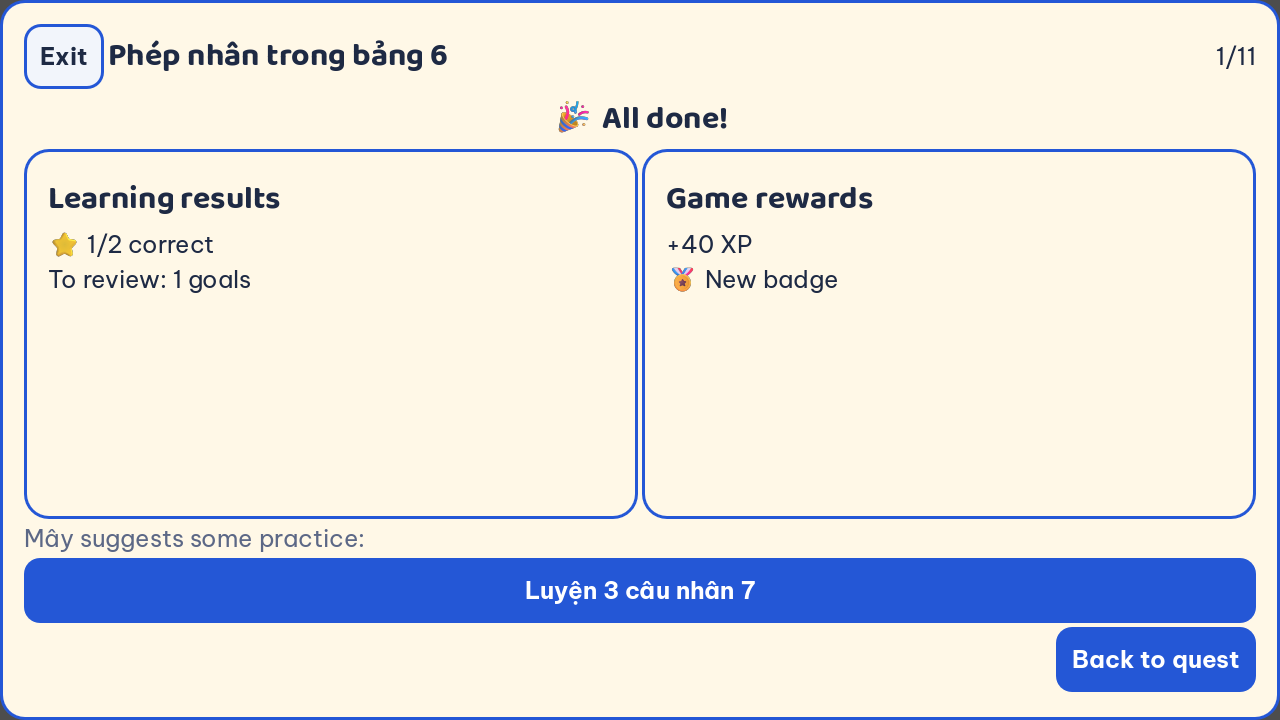 Exit
Phép nhân trong bảng 6
1/11
🎉 All done!
Learning results
⭐ 1/2 correct
To review: 1 goals
Game rewards
+40 XP
🏅 New badge
Mây suggests some practice:
Luyện 3 câu nhân 7
Back to quest